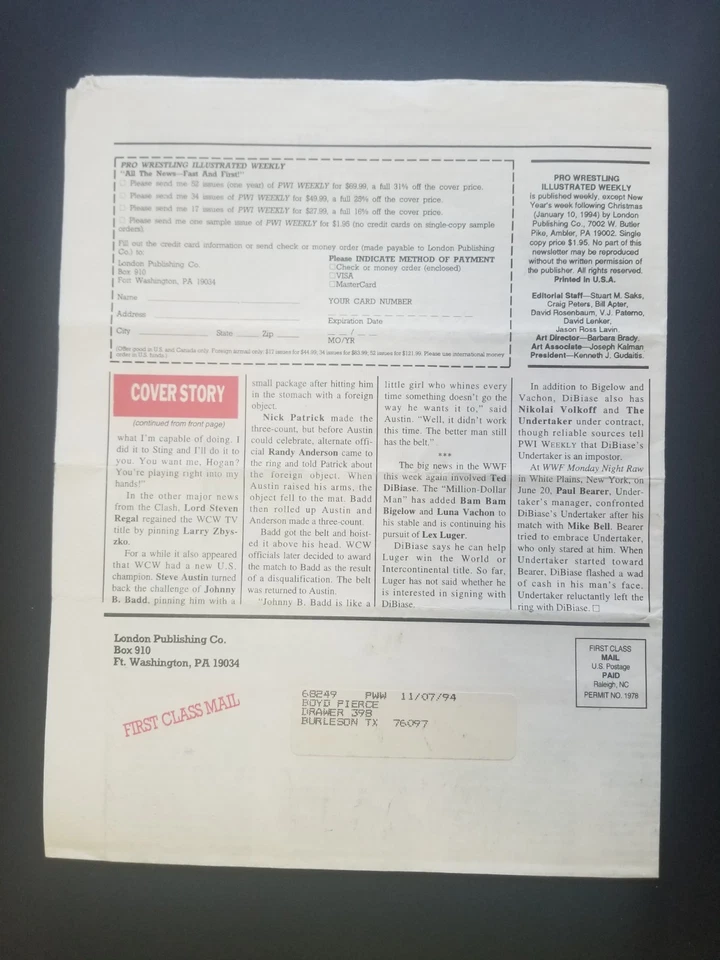 PRO WRESTLING ILLUSTRATED WEEKLY
"All The News—Fast And First!"
Please send me 52 issues (one year) of PWI WEEKLY for $69.99, a full 31% off the cover price.
Please send me 34 issues of PWI WEEKLY for $49.99, a full 25% off the cover price.
Please send me 17 issues of PWI WEEKLY for $27.99, a full 16% off the cover price.
Please send me one sample issue of PWI WEEKLY for $1.95 (no credit cards on single-copy sample
orders).
Fill out the credit card information or send check or money order (made payable to London Publishing
Co.) to:
London Publishing Co.
Box 910
Fort Washington, PA 19034
Please INDICATE METHOD OF PAYMENT
□Check or money order (enclosed)
□VISA
□MasterCard
Name
YOUR CARD NUMBER
Address
Expiration Date
City State Zip
_ _ / _ _
MO/YR
(Offer good in U.S. and Canada only. Foreign airmail only: 17 issues for $44.99; 34 issues for $83.99; 52 issues for $121.99. Please use international money
orders in U.S. funds.)
PRO WRESTLING
ILLUSTRATED WEEKLY
is published weekly, except New
Year's week following Christmas
(January 10, 1994) by London
Publishing Co., 7002 W. Butler
Pike, Ambler, PA 19002. Single
copy price $1.95. No part of this
newsletter may be reproduced
without the written permission of
the publisher. All rights reserved.
Printed in U.S.A.
Editorial Staff—Stuart M. Saks,
Craig Peters, Bill Apter,
David Rosenbaum, V.J. Paterno,
David Lenker,
Jason Ross Lavin.
Art Director—Barbara Brady.
Art Associate—Joseph Kalman
President—Kenneth J. Gudaitis.
COVER STORY
(continued from front page)
what I'm capable of doing. I
did it to Sting and I'll do it to
you. You want me, Hogan?
You're playing right into my
hands!"
In the other major news
from the Clash, Lord Steven
Regal regained the WCW TV
title by pinning Larry Zbys-
zko.
For a while it also appeared
that WCW had a new U.S.
champion. Steve Austin turned
back the challenge of Johnny
B. Badd, pinning him with a
small package after hitting him
in the stomach with a foreign
object.
Nick Patrick made the
three-count, but before Austin
could celebrate, alternate offi-
cial Randy Anderson came to
the ring and told Patrick about
the foreign object. When
Austin raised his arms, the
object fell to the mat. Badd
then rolled up Austin and
Anderson made a three-count.
Badd got the belt and hoist-
ed it above his head. WCW
officials later decided to award
the match to Badd as the result
of a disqualification. The belt
was returned to Austin.
"Johnny B. Badd is like a
little girl who whines every
time something doesn't go the
way he wants it to," said
Austin. "Well, it didn't work
this time. The better man still
has the belt."
***
The big news in the WWF
this week again involved Ted
DiBiase. The "Million-Dollar
Man" has added Bam Bam
Bigelow and Luna Vachon to
his stable and is continuing his
pursuit of Lex Luger.
DiBiase says he can help
Luger win the World or
Intercontinental title. So far,
Luger has not said whether he
is interested in signing with
DiBiase.
In addition to Bigelow and
Vachon, DiBiase also has
Nikolai Volkoff and The
Undertaker under contract,
though reliable sources tell
PWI WEEKLY that DiBiase's
Undertaker is an impostor.
At WWF Monday Night Raw
in White Plains, New York, on
June 20, Paul Bearer, Under-
taker's manager, confronted
DiBiase's Undertaker after his
match with Mike Bell. Bearer
tried to embrace Undertaker,
who only stared at him. When
Undertaker started toward
Bearer, DiBiase flashed a wad
of cash in his man's face.
Undertaker reluctantly left the
ring with DiBiase. □
London Publishing Co.
Box 910
Ft. Washington, PA 19034
FIRST CLASS MAIL
68249 PWW 11/07/94
BOYD PIERCE
DRAWER 398
BURLESON TX 76097
FIRST CLASS
MAIL
U.S. Postage
PAID
Raleigh, NC
PERMIT NO. 1978